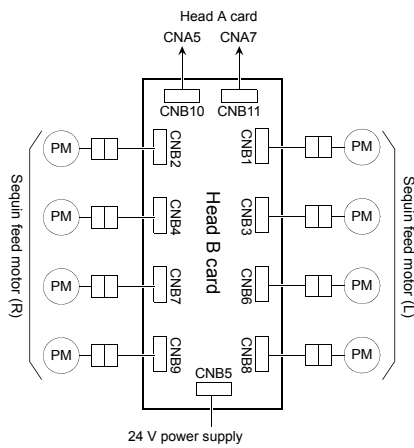 Head A card
CNA5 CNA7
CNB10 CNB11
PM CNB2 CNB1 PM
PM CNB4 CNB3 PM
PM CNB7 CNB6 PM
PM CNB9 CNB8 PM
Sequin feed motor (R)
Head B card
Sequin feed motor (L)
CNB5
24 V power supply